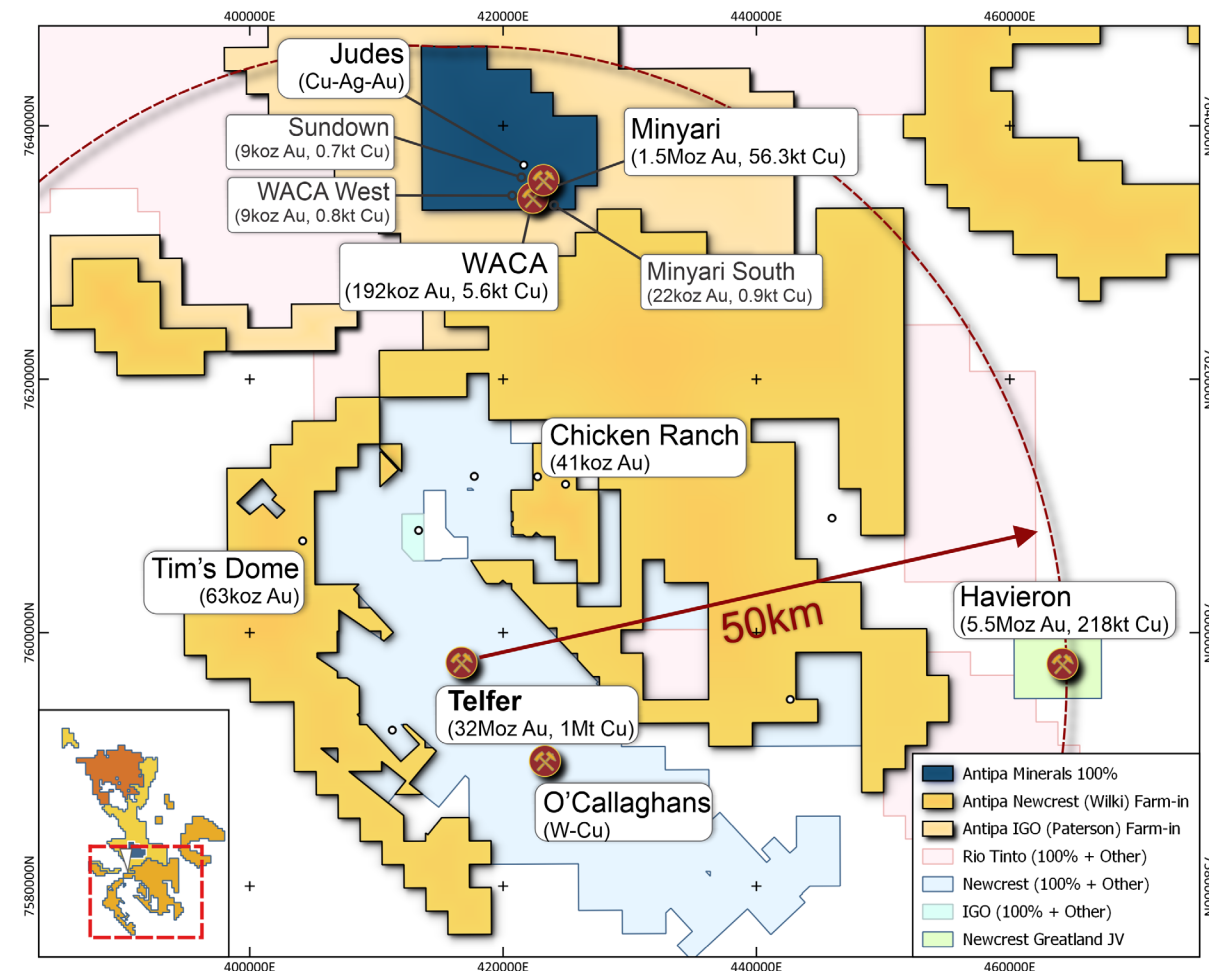 400000E
420000E
440000E
460000E
7640000N
7620000N
7600000N
7580000N
Judes
(Cu-Ag-Au)
Sundown
(9koz Au, 0.7kt Cu)
WACA West
(9koz Au, 0.8kt Cu)
Minyari
(1.5Moz Au, 56.3kt Cu)
WACA
(192koz Au, 5.6kt Cu)
Minyari South
(22koz Au, 0.9kt Cu)
Chicken Ranch
(41koz Au)
Tim's Dome
(63koz Au)
50km
Havieron
(5.5Moz Au, 218kt Cu)
Telfer
(32Moz Au, 1Mt Cu)
O'Callaghans
(W-Cu)
Antipa Minerals 100%
Antipa Newcrest (Wilki) Farm-in
Antipa IGO (Paterson) Farm-in
Rio Tinto (100% + Other)
Newcrest (100% + Other)
IGO (100% + Other)
Newcrest Greatland JV
400000E
420000E
440000E
460000E